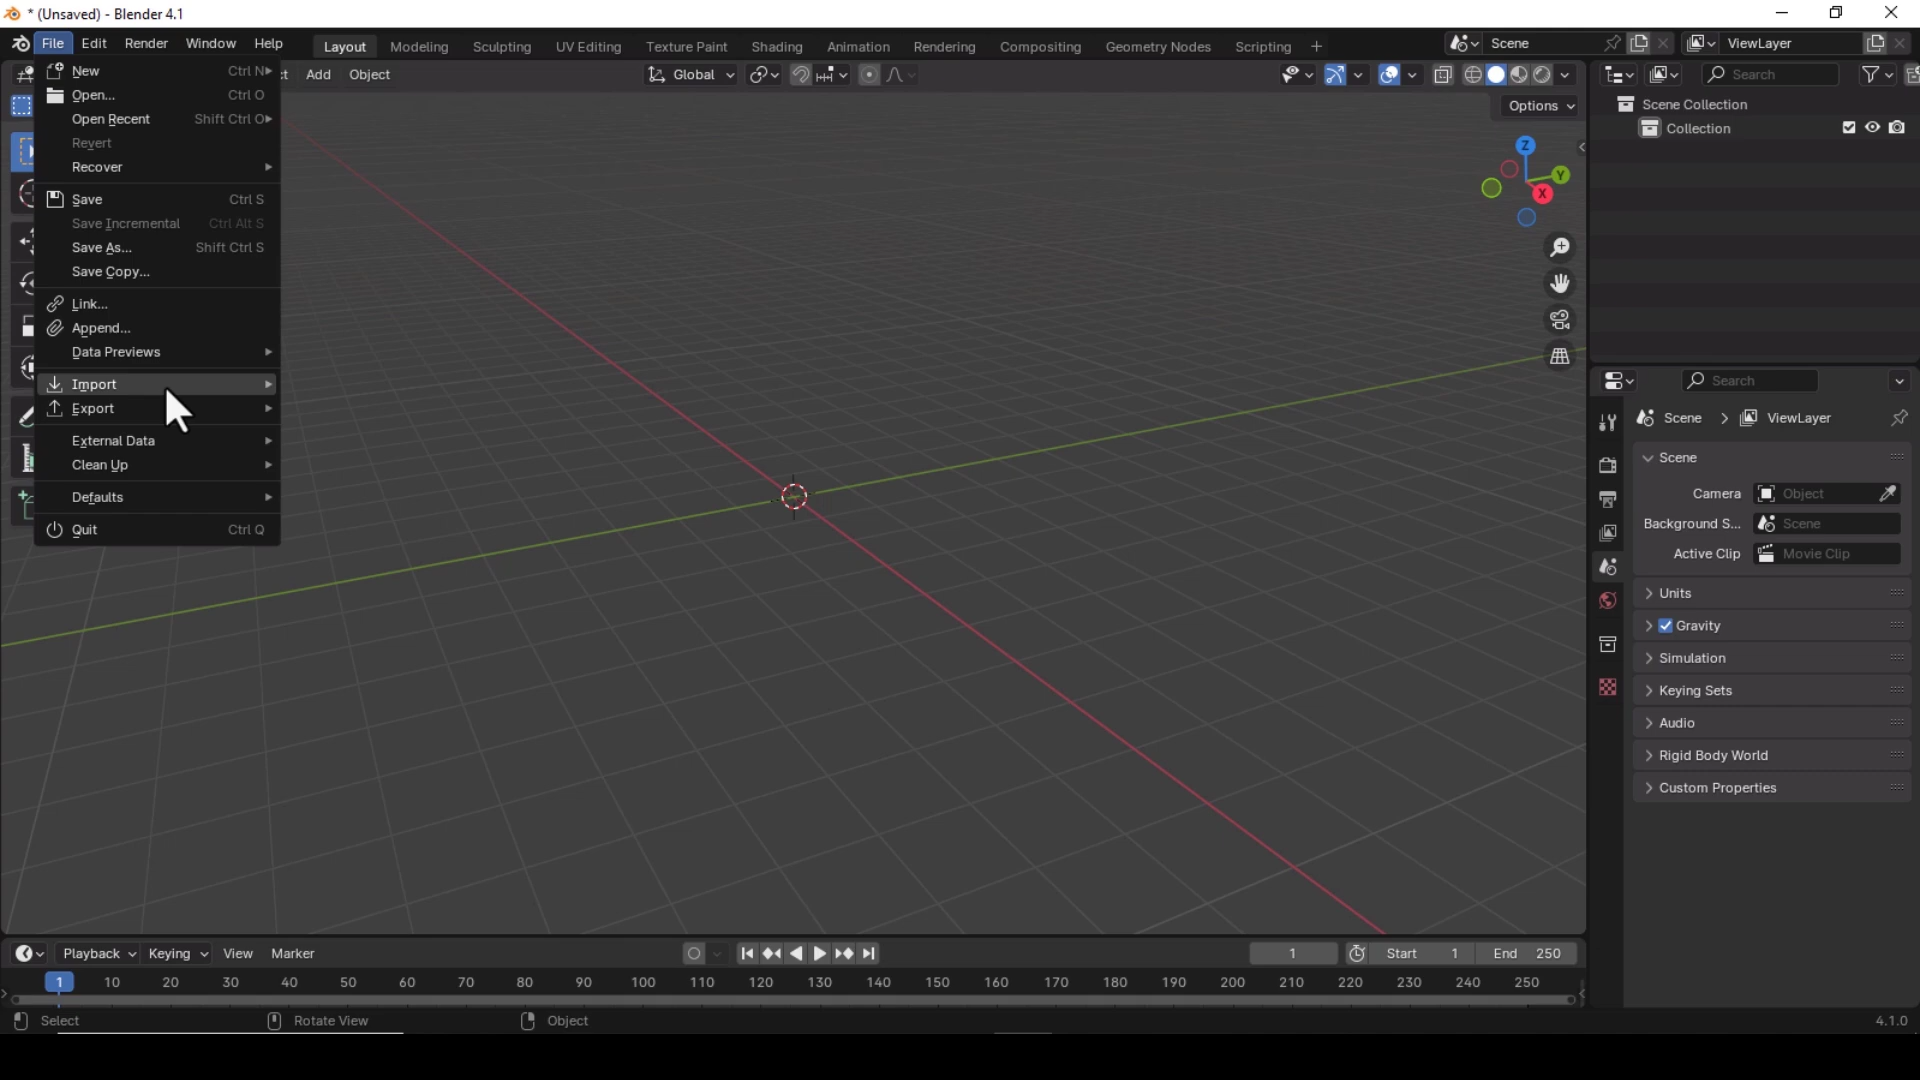 * (Unsaved) - Blender 4.1
File Edit Render Window Help Layout Modeling Sculpting UV Editing Texture Paint Shading Animation Rendering Compositing Geometry Nodes Scripting + Scene ViewLayer
Add Object Global Search
Options
New Ctrl N
Open... Ctrl O
Open Recent Shift Ctrl O
Revert
Recover
Save Ctrl S
Save Incremental Ctrl Alt S
Save As... Shift Ctrl S
Save Copy...
Link...
Append...
Data Previews
Import
Export
External Data
Clean Up
Defaults
Quit Ctrl Q
Z
Y
X
Scene Collection
Collection
Search
Scene > ViewLayer
Scene
Camera Object
Background S... Scene
Active Clip Movie Clip
Units
Gravity
Simulation
Keying Sets
Audio
Rigid Body World
Custom Properties
Playback Keying View Marker 1 Start 1 End 250
1 10 20 30 40 50 60 70 80 90 100 110 120 130 140 150 160 170 180 190 200 210 220 230 240 250
Select Rotate View Object 4.1.0